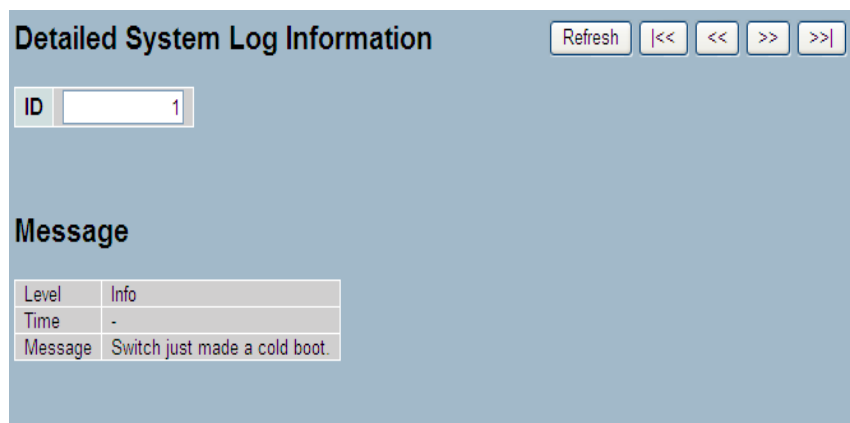 Detailed System Log Information
Refresh |<< << >> >>|
ID 1
Message
Level Info
Time -
Message Switch just made a cold boot.